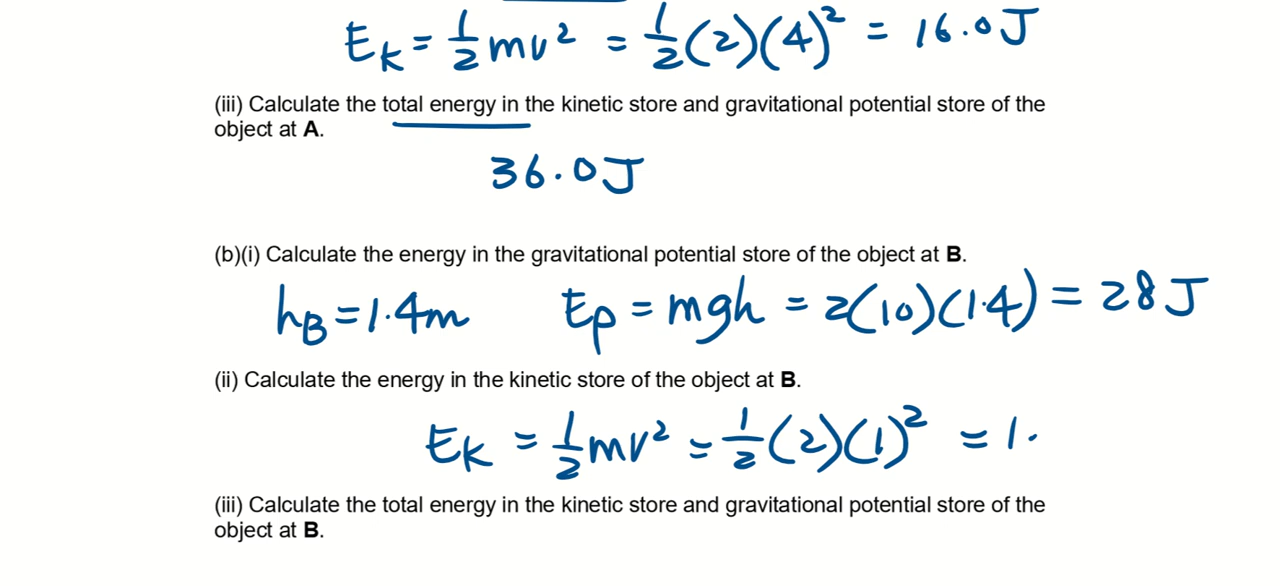 Eₖ = ½mv² = ½(2)(4)² = 16.0J
(iii) Calculate the total energy in the kinetic store and gravitational potential store of the
object at A.
36.0J
(b)(i) Calculate the energy in the gravitational potential store of the object at B.
h_B = 1.4m Eₚ = mgh = 2(10)(1.4) = 28J
(ii) Calculate the energy in the kinetic store of the object at B.
Eₖ = ½mv² = ½(2)(1)² = 1.
(iii) Calculate the total energy in the kinetic store and gravitational potential store of the
object at B.